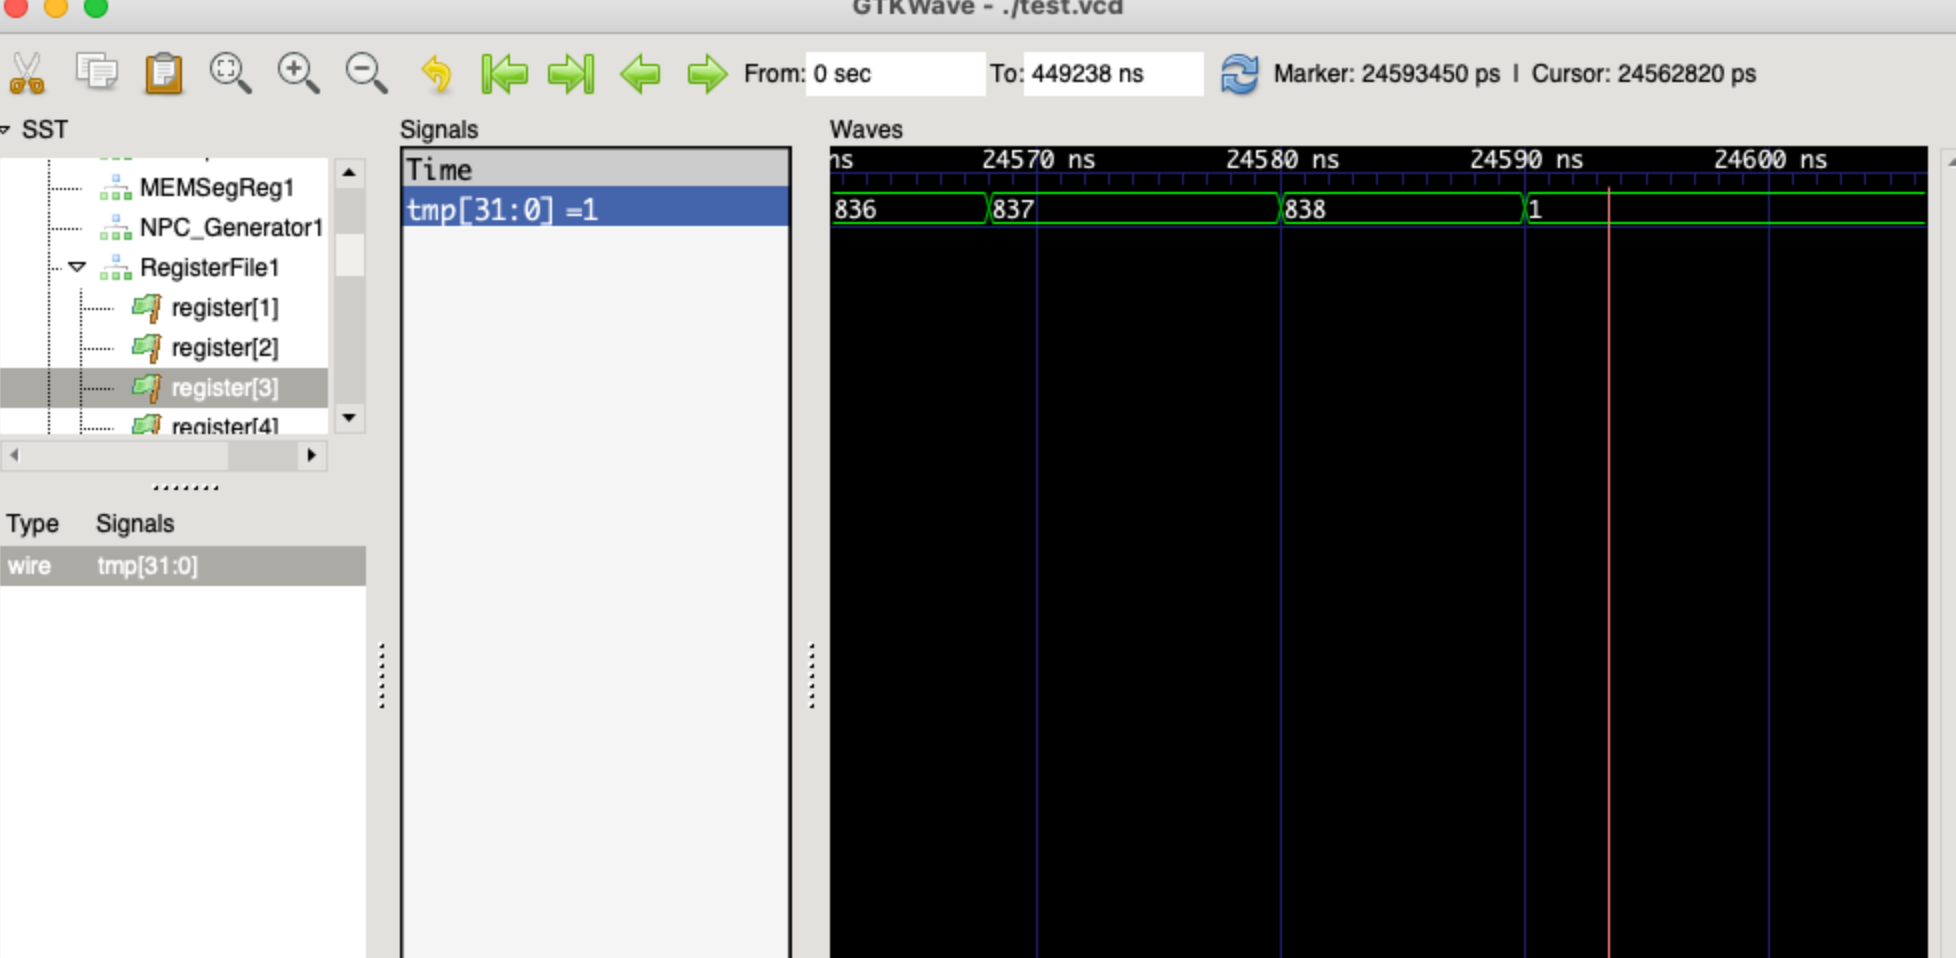 GTKWave - ./test.vcd
From: 0 sec To: 449238 ns Marker: 24593450 ps | Cursor: 24562820 ps
SST
MEMSegReg1
NPC_Generator1
RegisterFile1
register[1]
register[2]
register[3]
register[4]
Type Signals
wire tmp[31:0]
Signals
Time
tmp[31:0] =1
Waves
ns 24570 ns 24580 ns 24590 ns 24600 ns
836 837 838 1